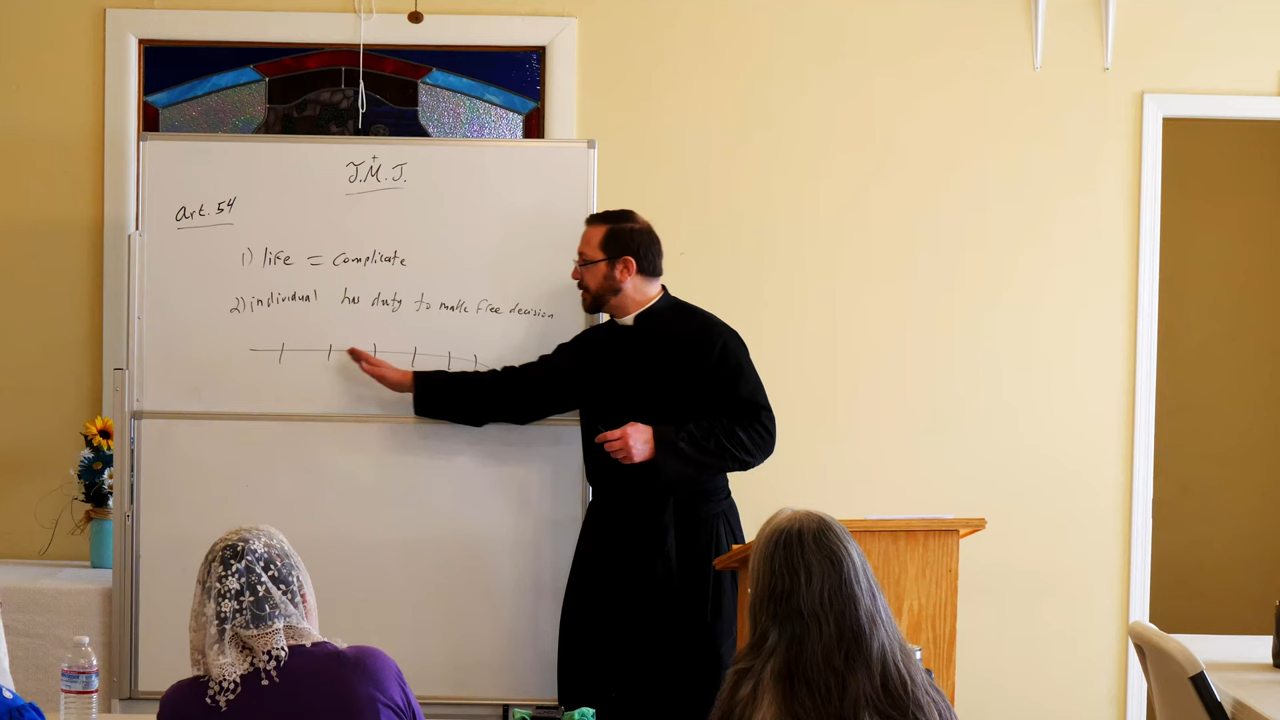 J.M.J.
Art. 54
1) life = complicate
2) individual has duty to make free decision